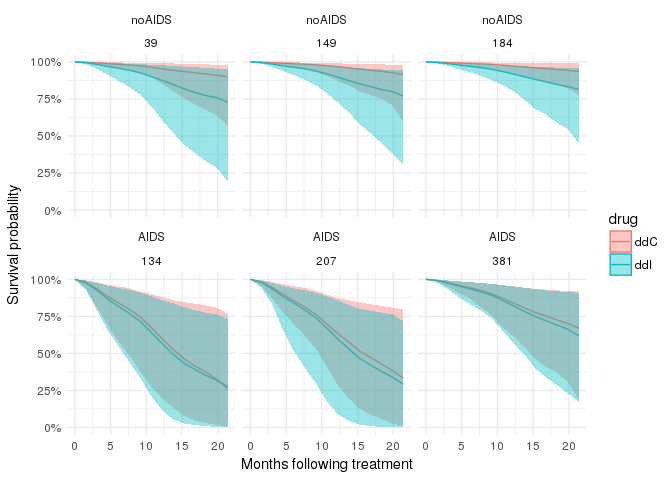 noAIDS noAIDS noAIDS
39 149 184
100%
75%
50%
25%
0%
AIDS AIDS AIDS
134 207 381
100%
75%
50%
25%
0%
0 5 10 15 20 0 5 10 15 20 0 5 10 15 20
Months following treatment
Survival probability
drug
ddC
ddI